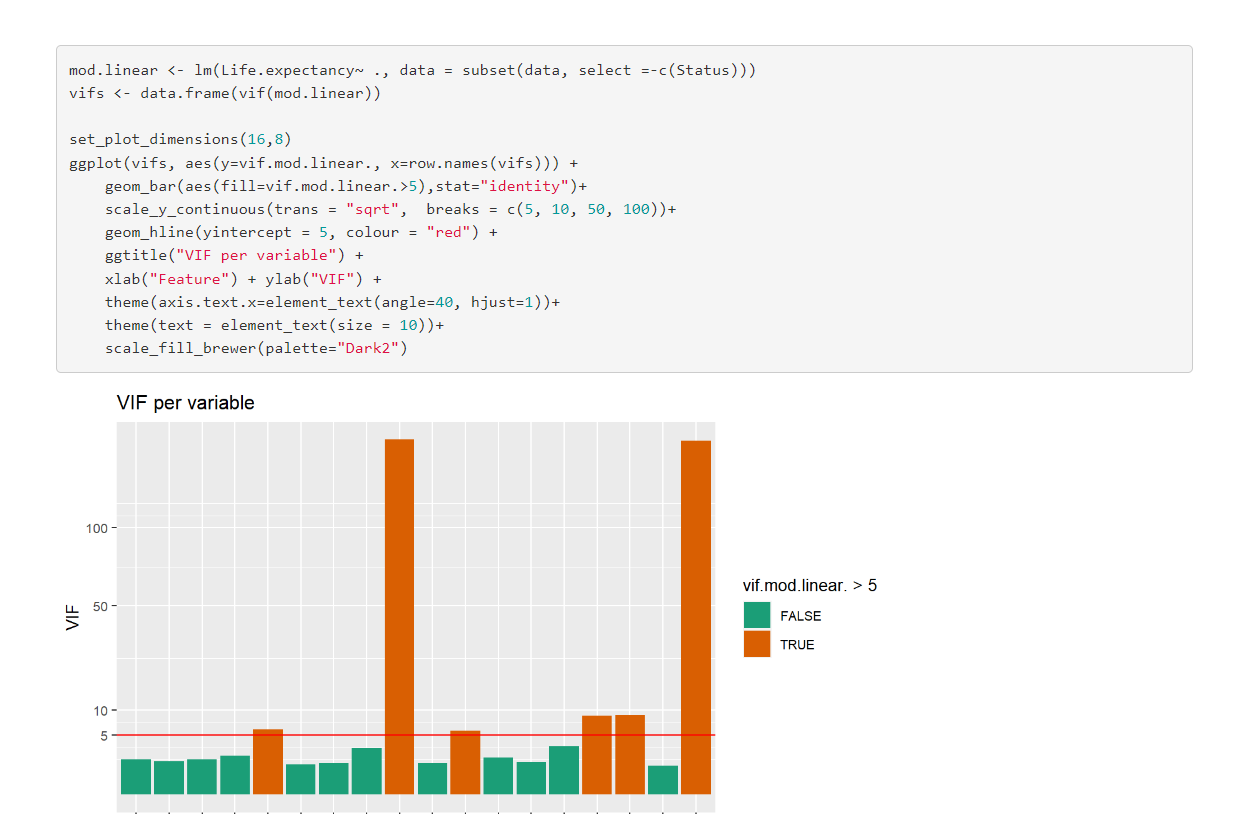 mod.linear <- lm(Life.expectancy~ ., data = subset(data, select =-c(Status)))
vifs <- data.frame(vif(mod.linear))
set_plot_dimensions(16,8)
ggplot(vifs, aes(y=vif.mod.linear., x=row.names(vifs))) +
    geom_bar(aes(fill=vif.mod.linear.>5),stat="identity")+
    scale_y_continuous(trans = "sqrt",  breaks = c(5, 10, 50, 100))+
    geom_hline(yintercept = 5, colour = "red") +
    ggtitle("VIF per variable") +
    xlab("Feature") + ylab("VIF") +
    theme(axis.text.x=element_text(angle=40, hjust=1))+
    theme(text = element_text(size = 10))+
    scale_fill_brewer(palette="Dark2")
VIF per variable
100
50
10
5
VIF
vif.mod.linear. > 5
FALSE
TRUE